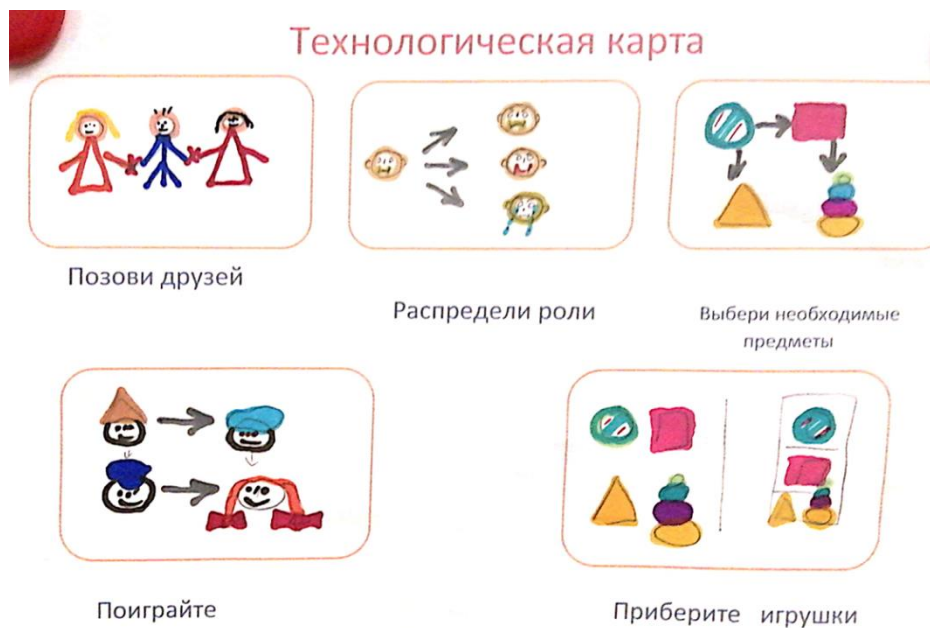 Технологическая карта
Позови друзей
Распредели роли
Выбери необходимые
предметы
Поиграйте
Приберите игрушки